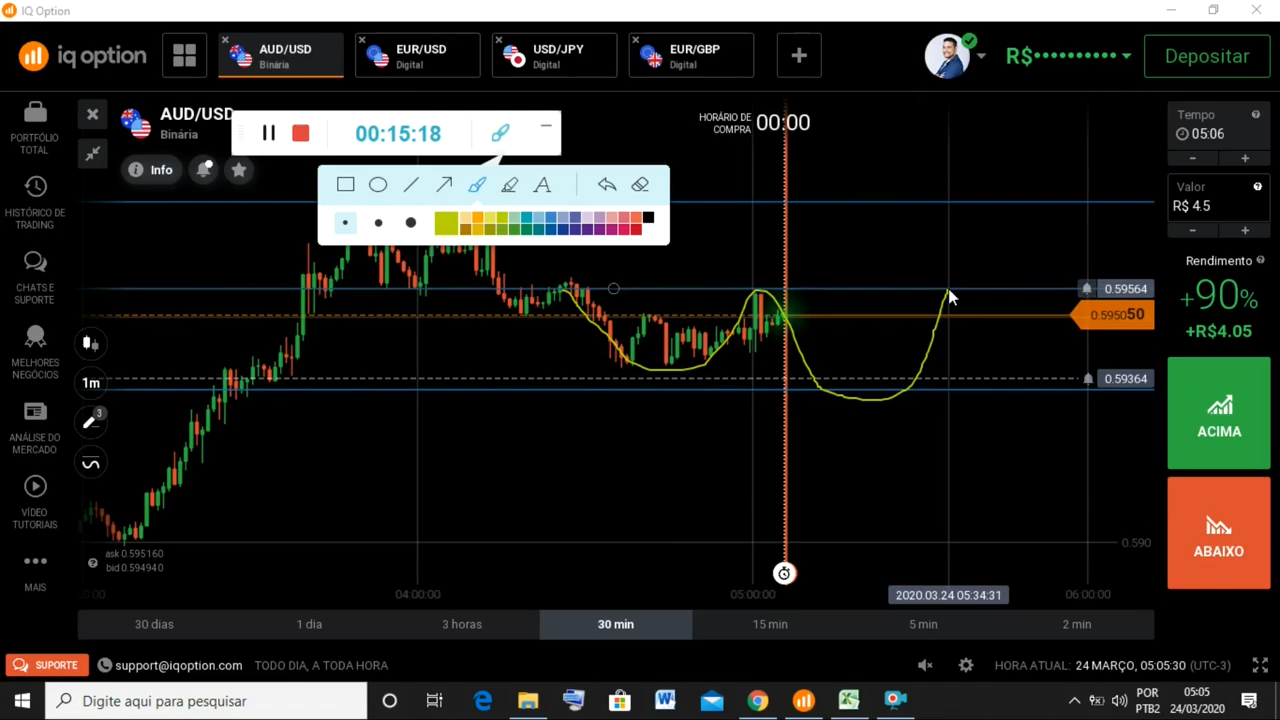 IQ Option
iq option
AUD/USD
Binária
EUR/USD
Digital
USD/JPY
Digital
EUR/GBP
Digital
R$••••••••••
Depositar
PORTFÓLIO
TOTAL
HISTÓRICO DE
TRADING
CHATS E
SUPORTE
MELHORES
NEGÓCIOS
ANÁLISE DO
MERCADO
VÍDEO
TUTORIAIS
MAIS
AUD/USD
Binária
Info
00:15:18
A
HORÁRIO DE
COMPRA
00:00
1m
3
0.59564
0.595050
0.59364
0.590
ask 0.595160
bid 0.594940
04:00:00
05:00:00
2020.03.24 05:34:31
06:00:00
30 dias
1 dia
3 horas
30 min
15 min
5 min
2 min
Tempo
05:06
- +
Valor
R$ 4.5
- +
Rendimento
+90%
+R$4.05
ACIMA
ABAIXO
SUPORTE
support@iqoption.com
TODO DIA, A TODA HORA
HORA ATUAL: 24 MARÇO, 05:05:30 (UTC-3)
Digite aqui para pesquisar
POR
PTB2
05:05
24/03/2020